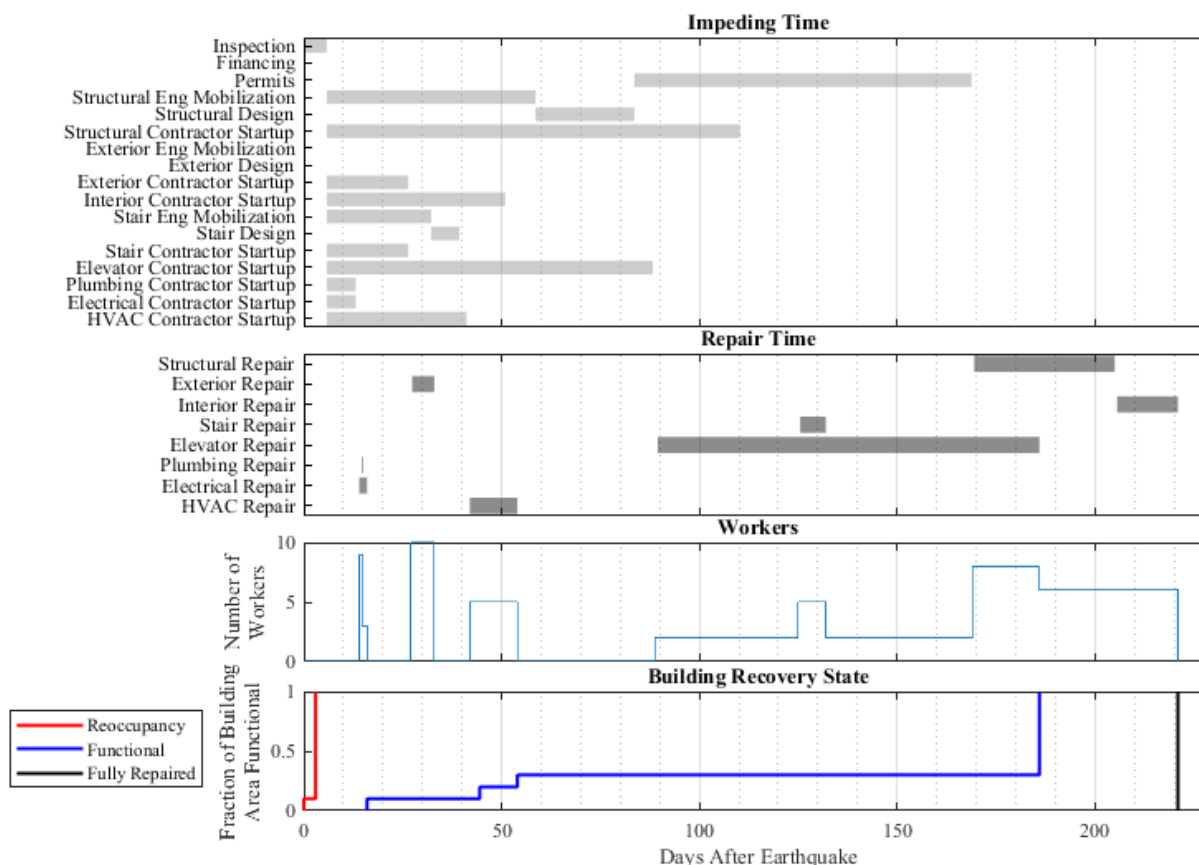 Impeding Time
Inspection
Financing
Permits
Structural Eng Mobilization
Structural Design
Structural Contractor Startup
Exterior Eng Mobilization
Exterior Design
Exterior Contractor Startup
Interior Contractor Startup
Stair Eng Mobilization
Stair Design
Stair Contractor Startup
Elevator Contractor Startup
Plumbing Contractor Startup
Electrical Contractor Startup
HVAC Contractor Startup
Repair Time
Structural Repair
Exterior Repair
Interior Repair
Stair Repair
Elevator Repair
Plumbing Repair
Electrical Repair
HVAC Repair
Workers
Number of
Workers
10
5
0
Building Recovery State
Fraction of Building
Area Functional
1
0.5
0
Reoccupancy
Functional
Fully Repaired
0 50 100 150 200
Days After Earthquake